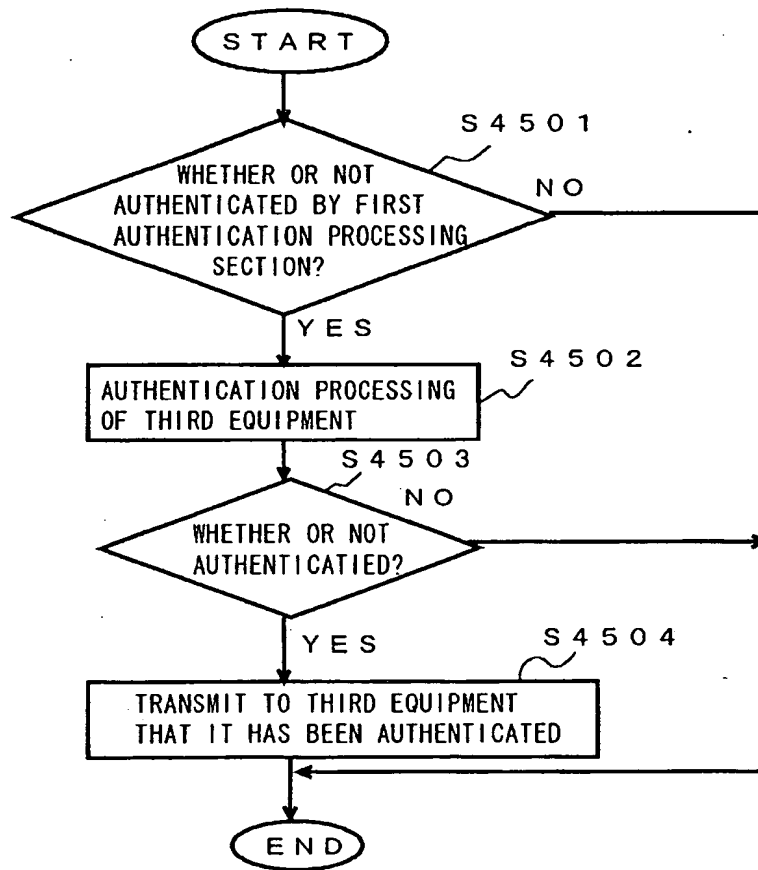 START
S4501
WHETHER OR NOT
AUTHENTICATED BY FIRST
AUTHENTICATION PROCESSING
SECTION?
NO
YES
S4502
AUTHENTICATION PROCESSING
OF THIRD EQUIPMENT
S4503
NO
WHETHER OR NOT
AUTHENTICATIED?
YES
S4504
TRANSMIT TO THIRD EQUIPMENT
THAT IT HAS BEEN AUTHENTICATED
END